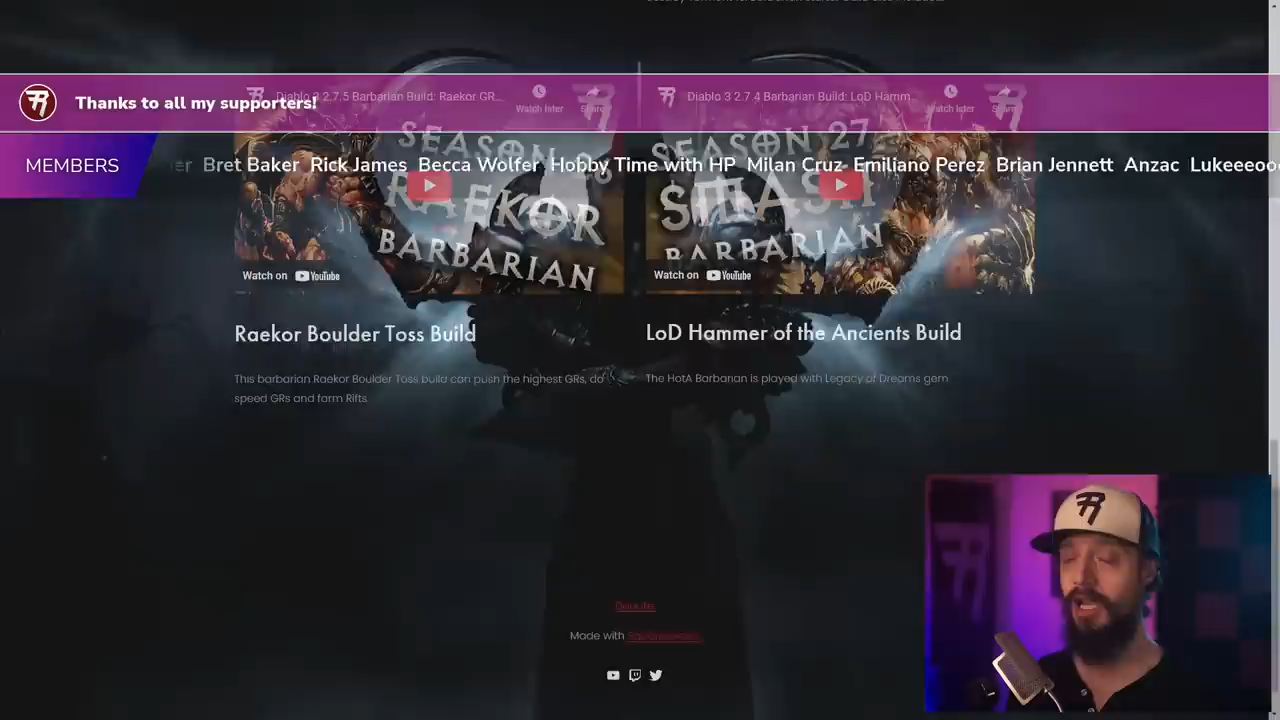 Thanks to all my supporters!
Diablo 3 2.7.5 Barbarian Build: Raekor GR...
Watch later
Share
Diablo 3 2.7.4 Barbarian Build: LoD Hamm...
Watch later
Share
MEMBERS
Bret Baker Rick James Becca Wolfer Hobby Time with HP Milan Cruz Emiliano Perez Brian Jennett Anzac Lukeeeoo
SEASON
RAEKOR
BARBARIAN
SEASON 27
SMASH
BARBARIAN
Watch on YouTube
Watch on YouTube
Raekor Boulder Toss Build
LoD Hammer of the Ancients Build
This barbarian Raekor Boulder Toss build can push the highest GRs, do
speed GRs and farm Rifts.
The HotA Barbarian is played with Legacy of Dreams gem
Donate
Made with Squarespace